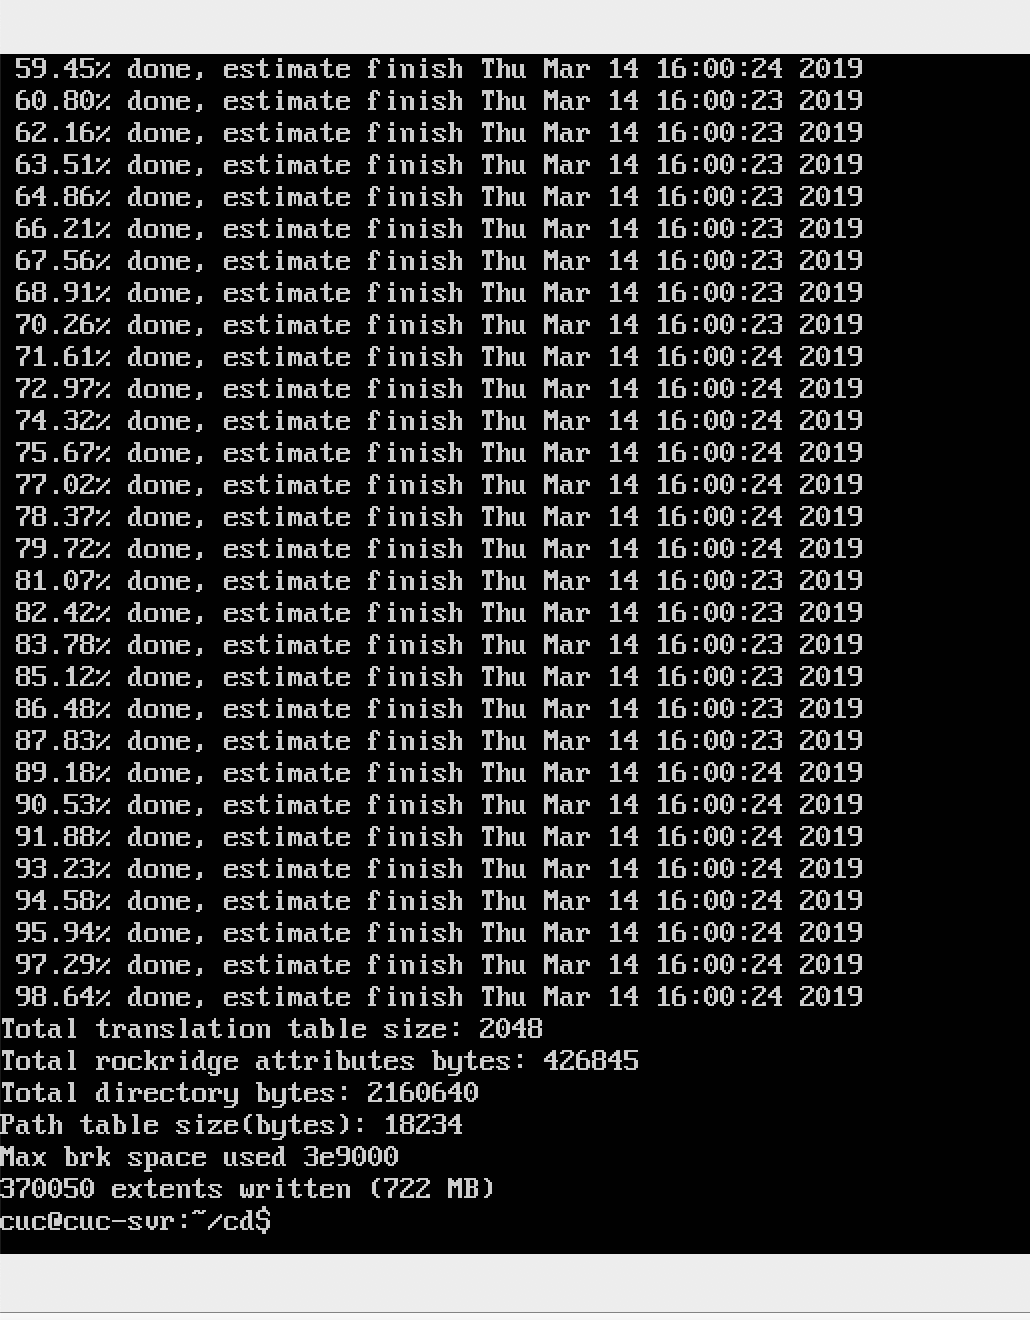 59.45% done, estimate finish Thu Mar 14 16:00:24 2019
60.80% done, estimate finish Thu Mar 14 16:00:23 2019
62.16% done, estimate finish Thu Mar 14 16:00:23 2019
63.51% done, estimate finish Thu Mar 14 16:00:23 2019
64.86% done, estimate finish Thu Mar 14 16:00:23 2019
66.21% done, estimate finish Thu Mar 14 16:00:23 2019
67.56% done, estimate finish Thu Mar 14 16:00:23 2019
68.91% done, estimate finish Thu Mar 14 16:00:23 2019
70.26% done, estimate finish Thu Mar 14 16:00:23 2019
71.61% done, estimate finish Thu Mar 14 16:00:24 2019
72.97% done, estimate finish Thu Mar 14 16:00:24 2019
74.32% done, estimate finish Thu Mar 14 16:00:24 2019
75.67% done, estimate finish Thu Mar 14 16:00:24 2019
77.02% done, estimate finish Thu Mar 14 16:00:24 2019
78.37% done, estimate finish Thu Mar 14 16:00:24 2019
79.72% done, estimate finish Thu Mar 14 16:00:24 2019
81.07% done, estimate finish Thu Mar 14 16:00:23 2019
82.42% done, estimate finish Thu Mar 14 16:00:23 2019
83.78% done, estimate finish Thu Mar 14 16:00:23 2019
85.12% done, estimate finish Thu Mar 14 16:00:23 2019
86.48% done, estimate finish Thu Mar 14 16:00:23 2019
87.83% done, estimate finish Thu Mar 14 16:00:23 2019
89.18% done, estimate finish Thu Mar 14 16:00:24 2019
90.53% done, estimate finish Thu Mar 14 16:00:24 2019
91.88% done, estimate finish Thu Mar 14 16:00:24 2019
93.23% done, estimate finish Thu Mar 14 16:00:24 2019
94.58% done, estimate finish Thu Mar 14 16:00:24 2019
95.94% done, estimate finish Thu Mar 14 16:00:24 2019
97.29% done, estimate finish Thu Mar 14 16:00:24 2019
98.64% done, estimate finish Thu Mar 14 16:00:24 2019
Total translation table size: 2048
Total rockridge attributes bytes: 426845
Total directory bytes: 2160640
Path table size(bytes): 18234
Max brk space used 3e9000
370050 extents written (722 MB)
cuc@cuc-svr:~/cd$